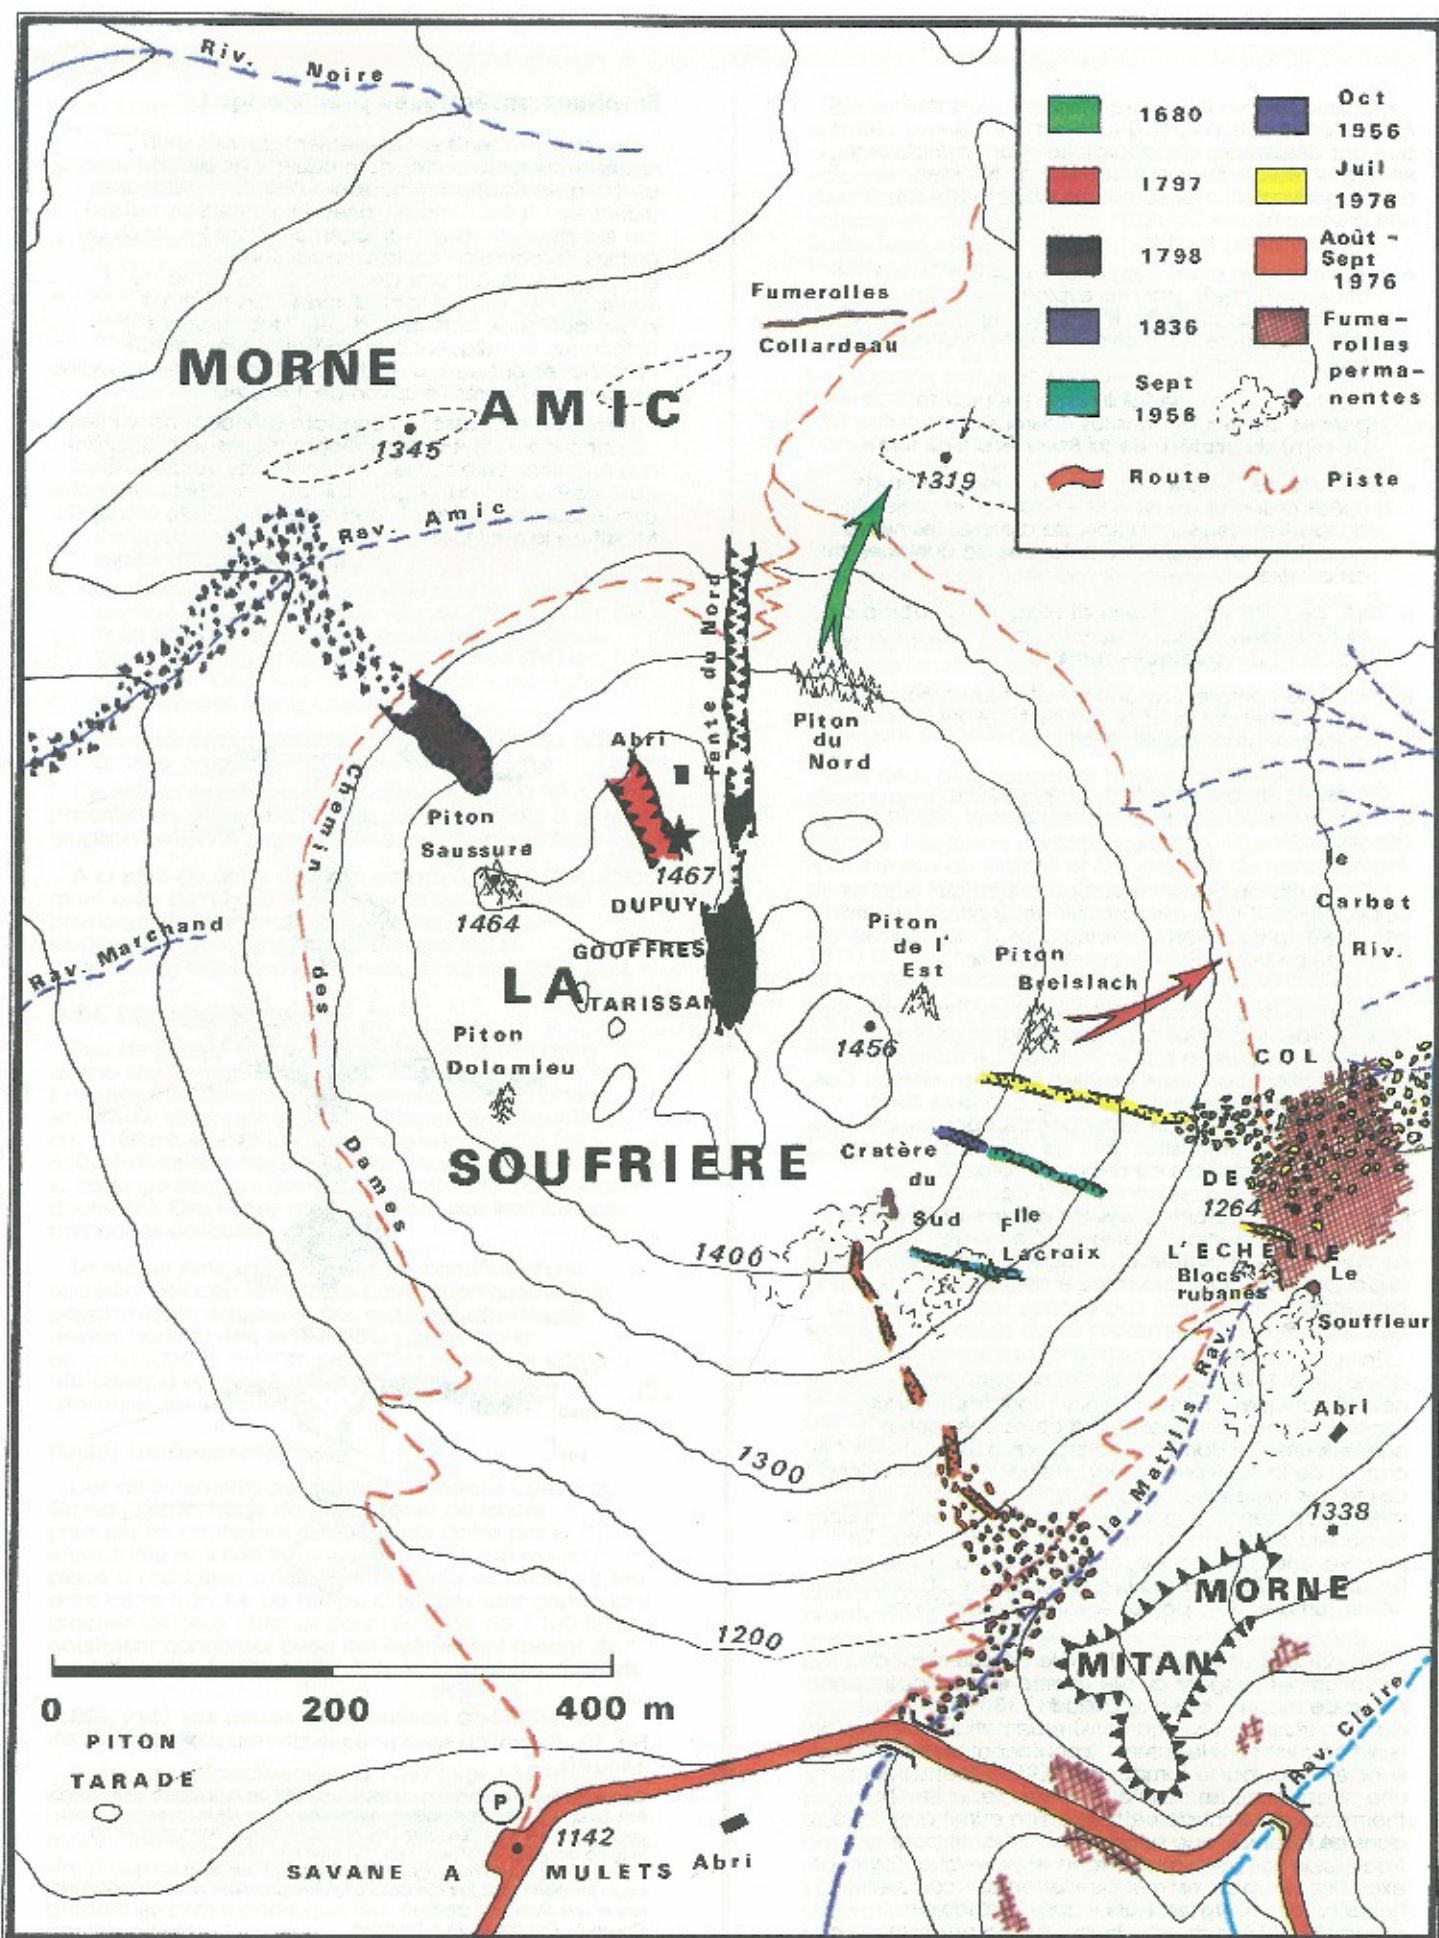 Riv. Noire
1680
Oct
1956
1797
Juil
1976
1798
Août -
Sept
1976
1836
Fume-
rolles
perma-
nentes
Sept
1956
Route
Piste
Fumerolles
Collardeau
MORNE
AMIC
1345
1319
Rav. Amic
Fente du Nord
Piton
du
Nord
Abri
Chemin des Dames
Piton
Saussure
1464
1467
DUPUY
GOUFFRES
TARISSAN
LA
SOUFRIERE
Rav. Marchand
Piton
Dolomieu
Piton
de l'
Est
Piton
Breislach
1456
le
Carbet
Riv.
COL
DE
1264
L'ECHELLE
Cratère
du
Sud
Flle
Lacroix
Blocs
rubanés
Le
Souffleur
1400
1300
1200
la Matylis Rav.
Abri
1338
MORNE
MITAN
Rav. Claire
0 200 400 m
PITON
TARADE
P
1142
SAVANE A MULETS
Abri